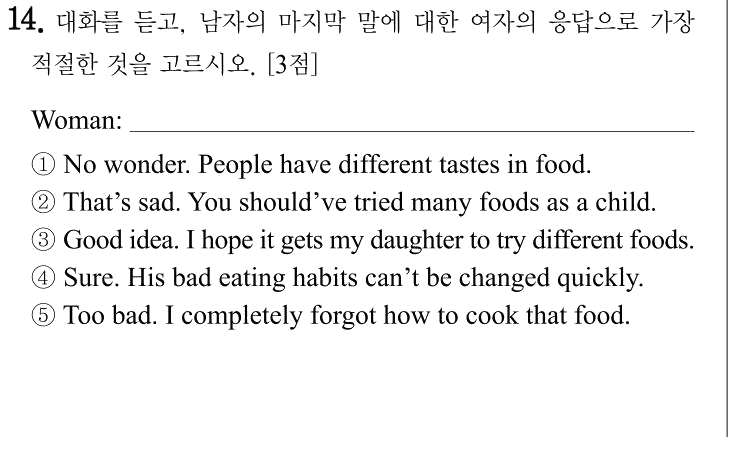 14. 대화를 듣고, 남자의 마지막 말에 대한 여자의 응답으로 가장
적절한 것을 고르시오. [3점]
Woman:
① No wonder. People have different tastes in food.
② That’s sad. You should’ve tried many foods as a child.
③ Good idea. I hope it gets my daughter to try different foods.
④ Sure. His bad eating habits can’t be changed quickly.
⑤ Too bad. I completely forgot how to cook that food.